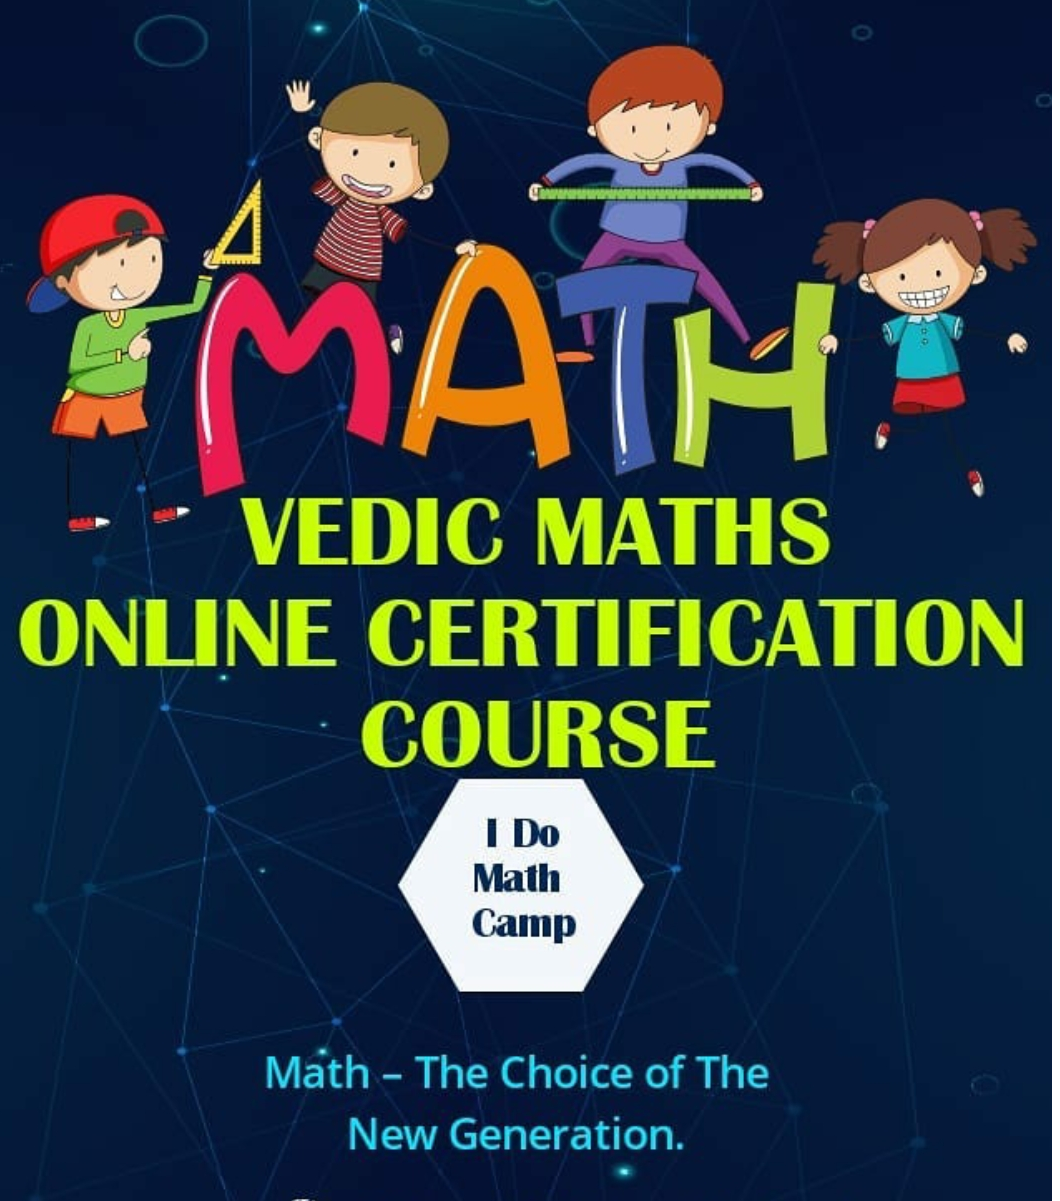 MATH
VEDIC MATHS
ONLINE CERTIFICATION
COURSE
I Do
Math
Camp
Math – The Choice of The
New Generation.